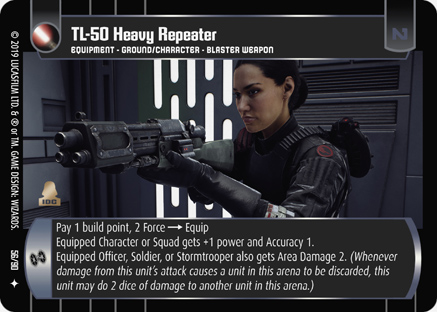 TL-50 Heavy Repeater
EQUIPMENT - GROUND/CHARACTER - BLASTER WEAPON
N
© 2019 LUCASFILM LTD. & ® or TM. GAME DESIGN: WIZARDS.
56/90
IDC
Pay 1 build point, 2 Force → Equip
Equipped Character or Squad gets +1 power and Accuracy 1.
Equipped Officer, Soldier, or Stormtrooper also gets Area Damage 2. (Whenever
damage from this unit's attack causes a unit in this arena to be discarded, this
unit may do 2 dice of damage to another unit in this arena.)